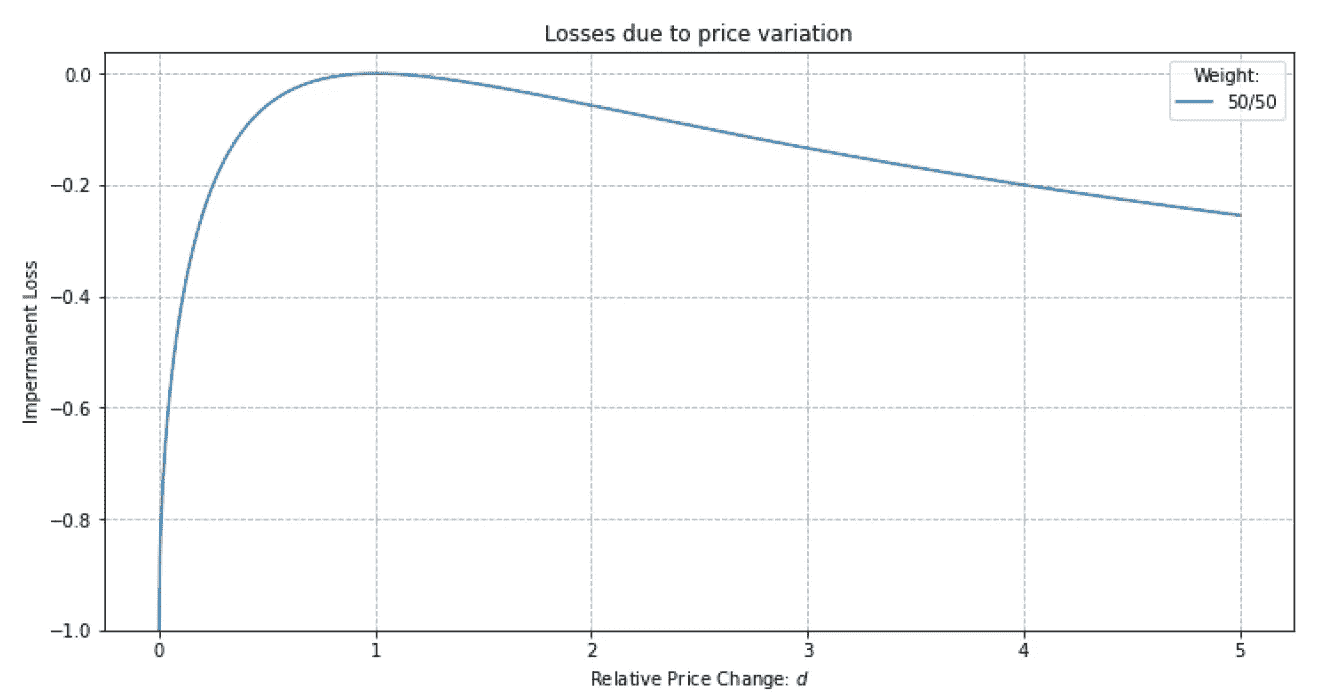 Losses due to price variation
Weight:
50/50
Impermanent Loss
0.0
−0.2
−0.4
−0.6
−0.8
−1.0
0 1 2 3 4 5
Relative Price Change: d